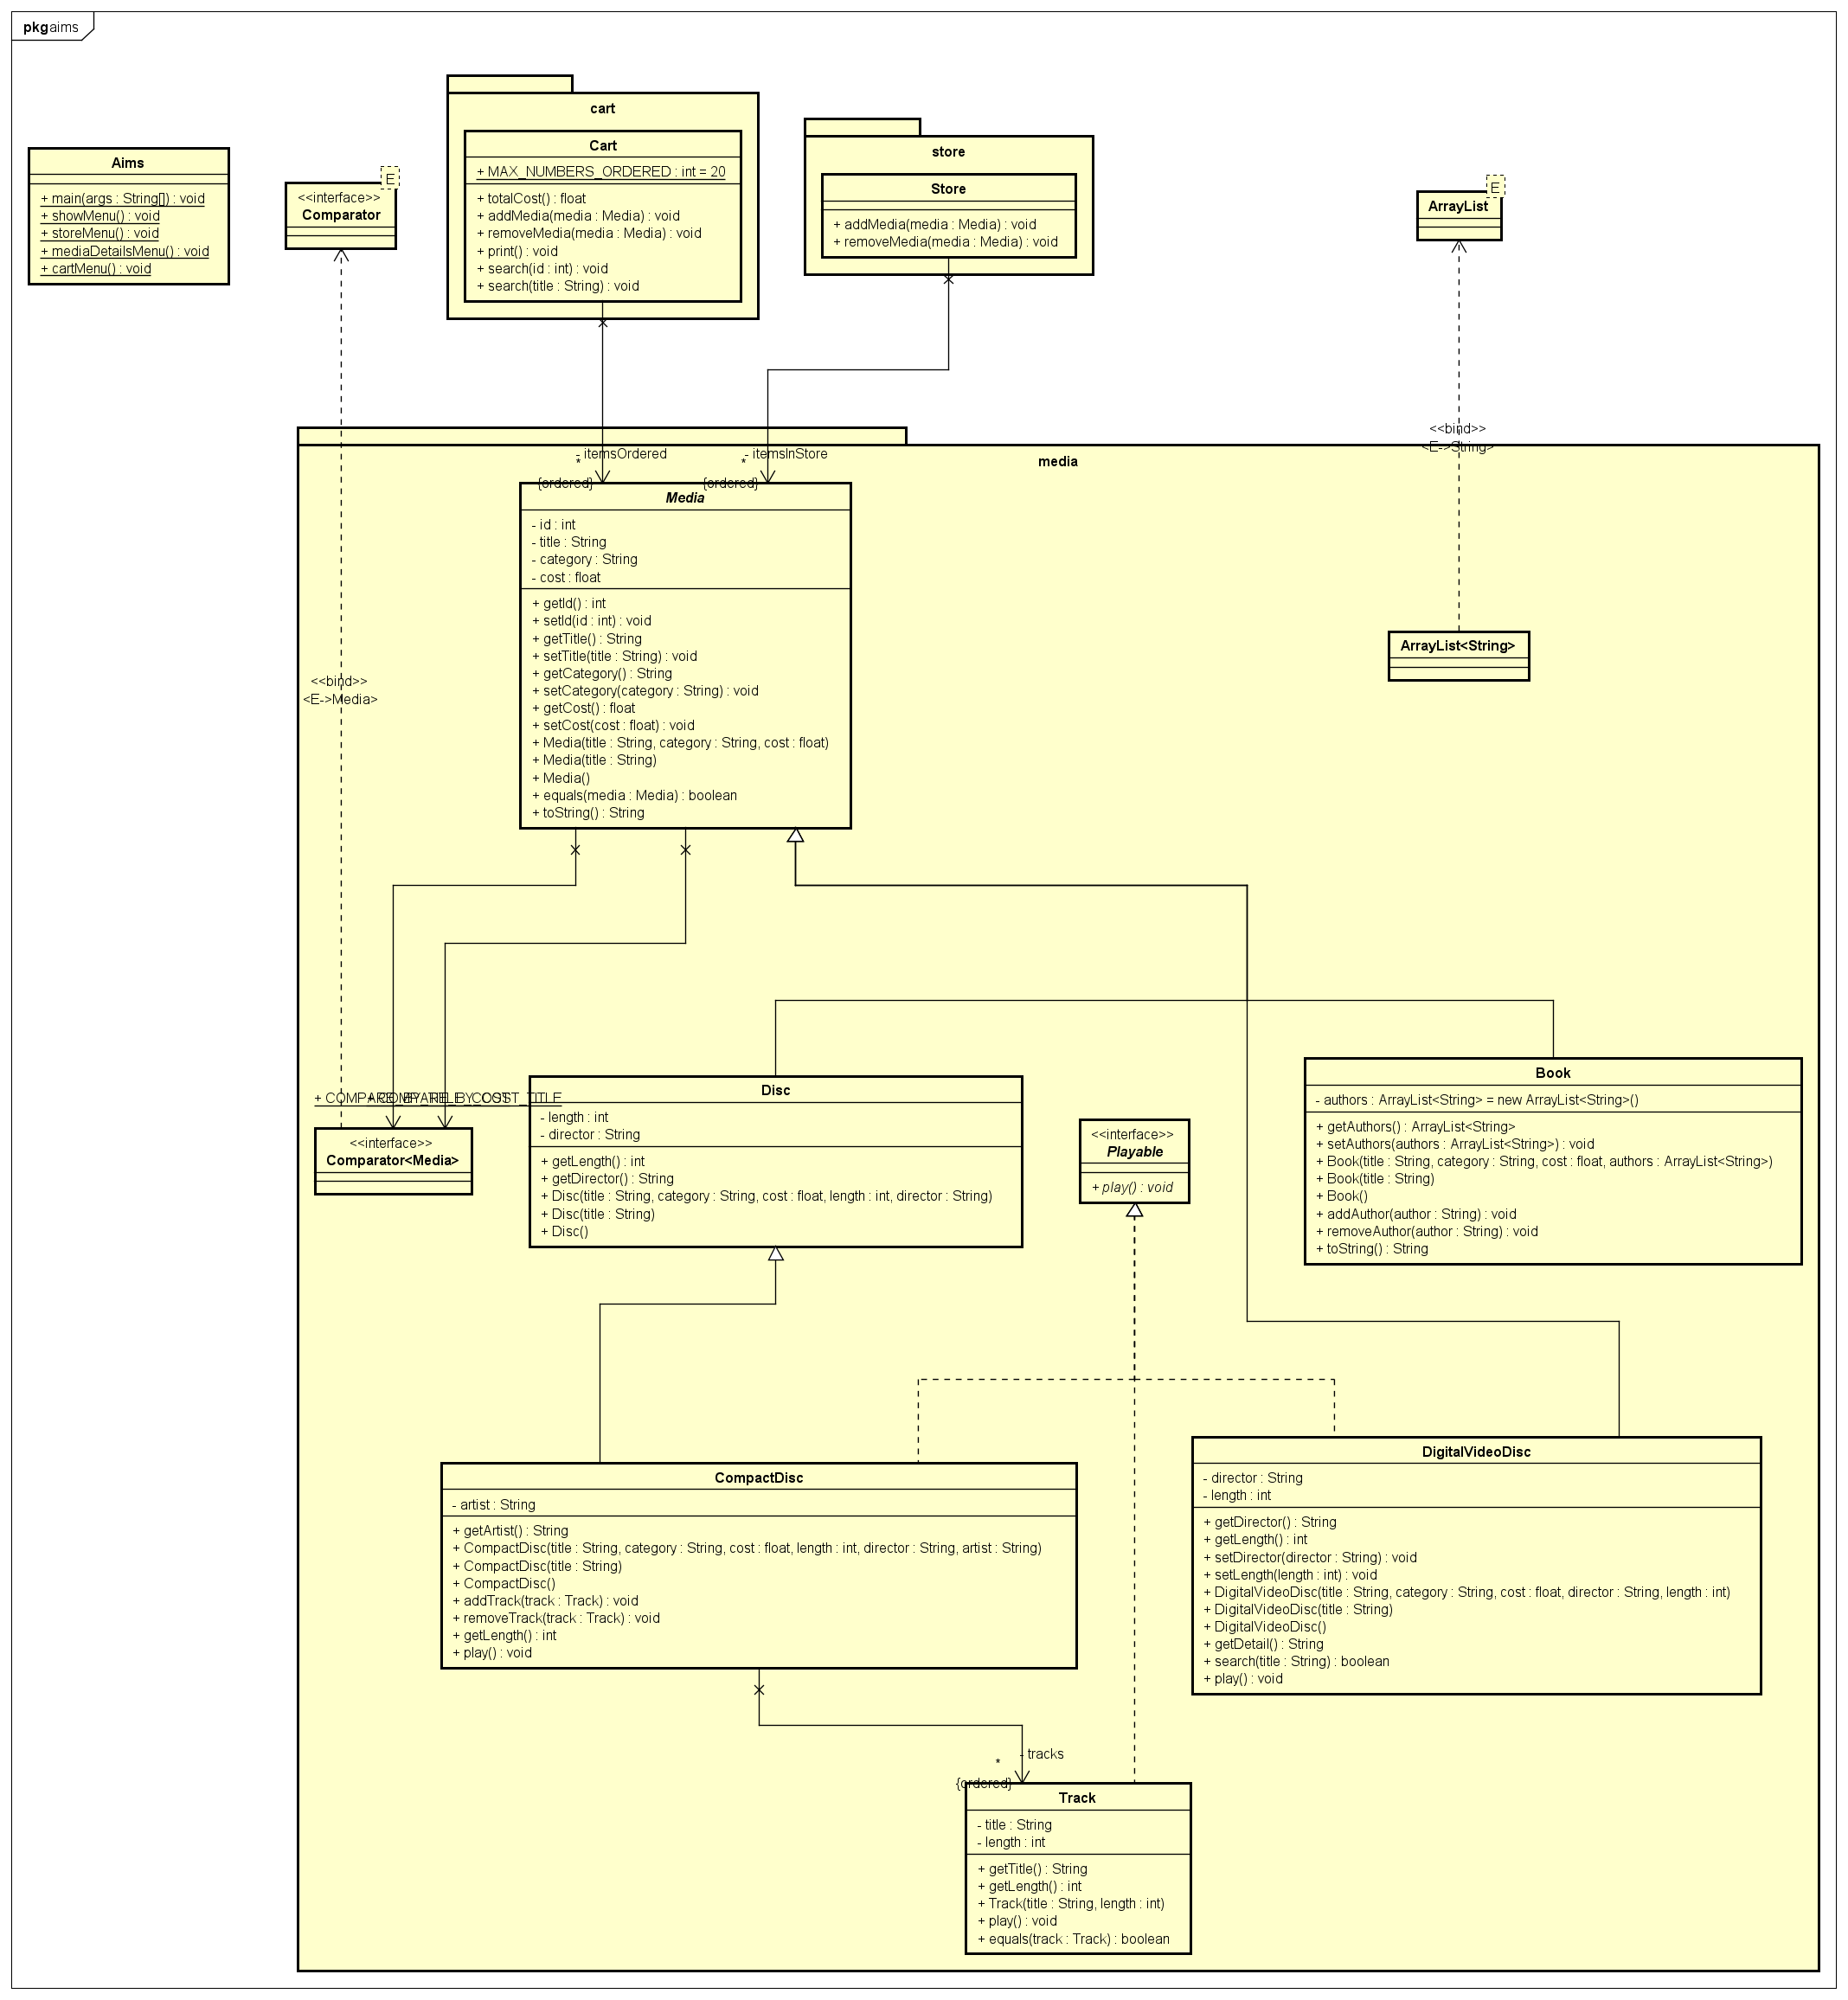 pkg aims
Aims
+ main(args : String[]) : void
+ showMenu() : void
+ storeMenu() : void
+ mediaDetailsMenu() : void
+ cartMenu() : void
E
<<interface>>
Comparator
cart
Cart
+ MAX_NUMBERS_ORDERED : int = 20
+ totalCost() : float
+ addMedia(media : Media) : void
+ removeMedia(media : Media) : void
+ print() : void
+ search(id : int) : void
+ search(title : String) : void
store
Store
+ addMedia(media : Media) : void
+ removeMedia(media : Media) : void
E
ArrayList
<<bind>>
<E->String>
media
- itemsOrdered
*
{ordered}
- itemsInStore
*
{ordered}
Media
- id : int
- title : String
- category : String
- cost : float
+ getId() : int
+ setId(id : int) : void
+ getTitle() : String
+ setTitle(title : String) : void
+ getCategory() : String
+ setCategory(category : String) : void
+ getCost() : float
+ setCost(cost : float) : void
+ Media(title : String, category : String, cost : float)
+ Media(title : String)
+ Media()
+ equals(media : Media) : boolean
+ toString() : String
ArrayList<String>
<<bind>>
<E->Media>
+ COMPARE_BY_TITLE_COST
+ COMPARE_BY_COST_TITLE
<<interface>>
Comparator<Media>
Disc
- length : int
- director : String
+ getLength() : int
+ getDirector() : String
+ Disc(title : String, category : String, cost : float, length : int, director : String)
+ Disc(title : String)
+ Disc()
<<interface>>
Playable
+ play() : void
Book
- authors : ArrayList<String> = new ArrayList<String>()
+ getAuthors() : ArrayList<String>
+ setAuthors(authors : ArrayList<String>) : void
+ Book(title : String, category : String, cost : float, authors : ArrayList<String>)
+ Book(title : String)
+ Book()
+ addAuthor(author : String) : void
+ removeAuthor(author : String) : void
+ toString() : String
CompactDisc
- artist : String
+ getArtist() : String
+ CompactDisc(title : String, category : String, cost : float, length : int, director : String, artist : String)
+ CompactDisc(title : String)
+ CompactDisc()
+ addTrack(track : Track) : void
+ removeTrack(track : Track) : void
+ getLength() : int
+ play() : void
DigitalVideoDisc
- director : String
- length : int
+ getDirector() : String
+ getLength() : int
+ setDirector(director : String) : void
+ setLength(length : int) : void
+ DigitalVideoDisc(title : String, category : String, cost : float, director : String, length : int)
+ DigitalVideoDisc(title : String)
+ DigitalVideoDisc()
+ getDetail() : String
+ search(title : String) : boolean
+ play() : void
- tracks
*
{ordered}
Track
- title : String
- length : int
+ getTitle() : String
+ getLength() : int
+ Track(title : String, length : int)
+ play() : void
+ equals(track : Track) : boolean